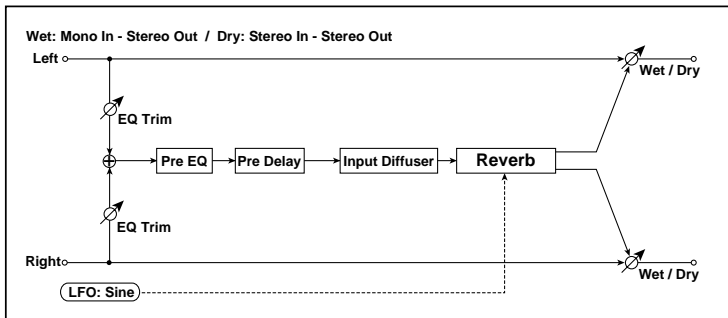 Wet: Mono In - Stereo Out / Dry: Stereo In - Stereo Out
Left
Wet / Dry
EQ Trim
Pre EQ
Pre Delay
Input Diffuser
Reverb
EQ Trim
Right
Wet / Dry
LFO: Sine